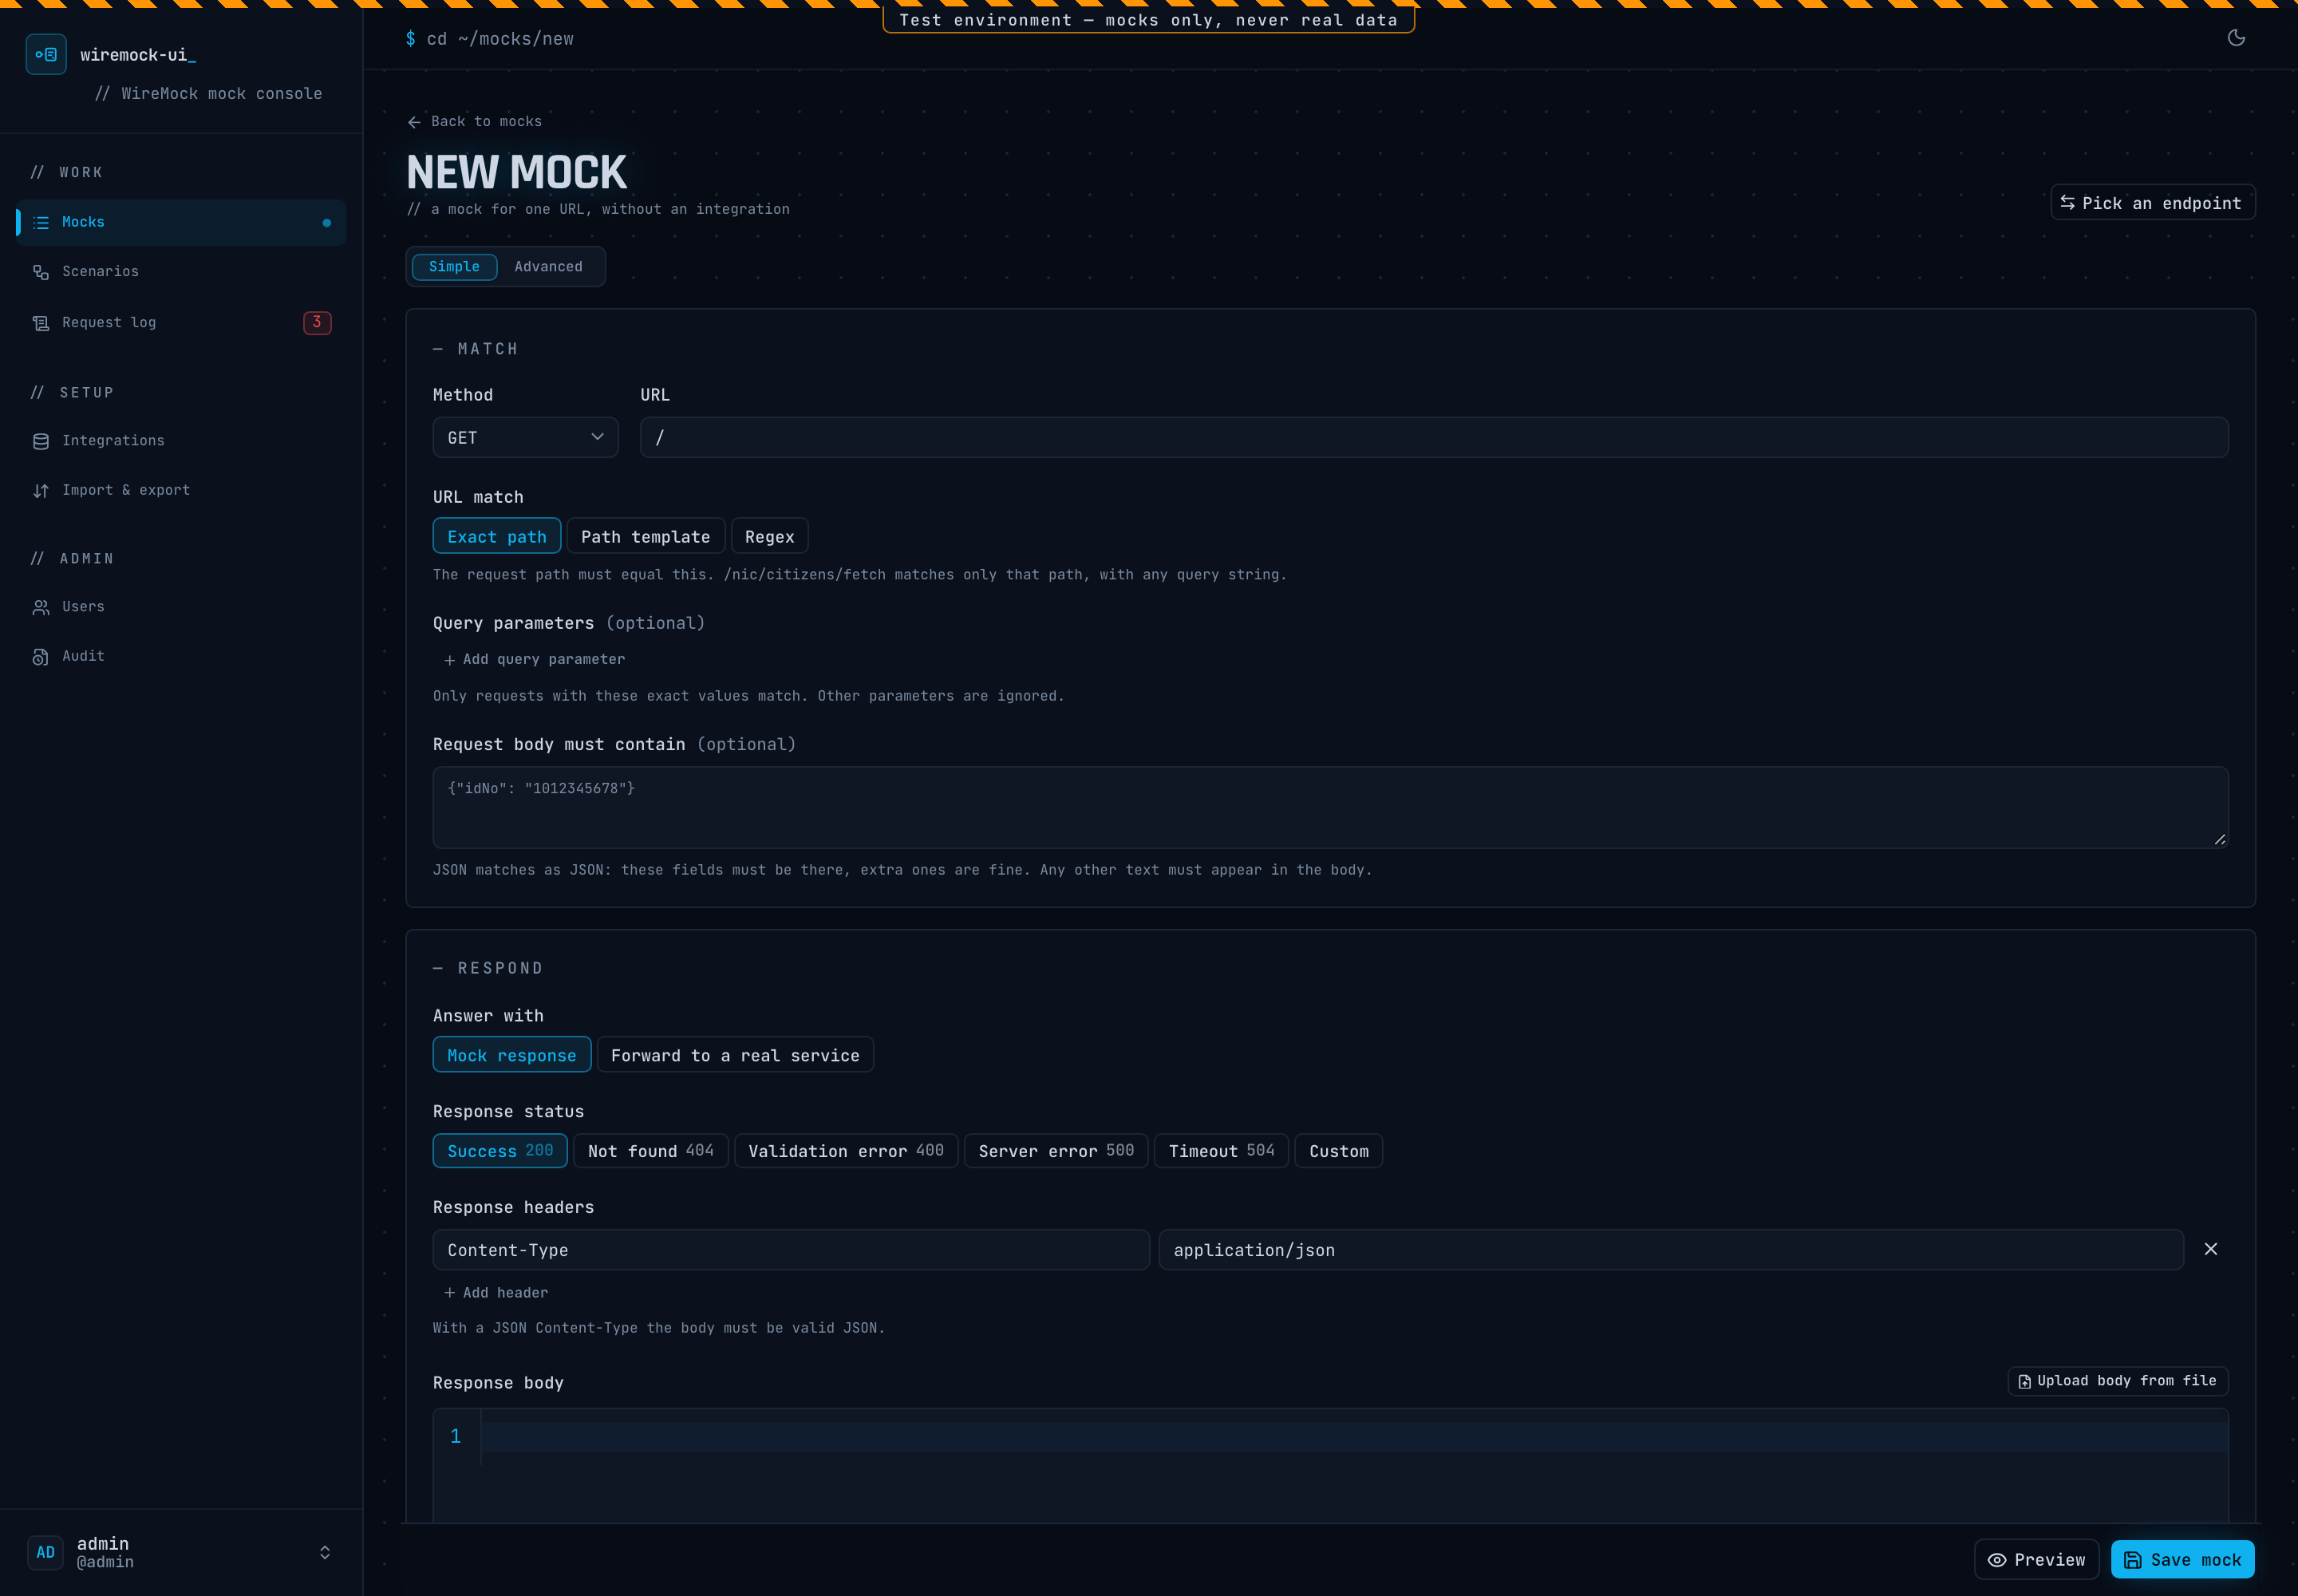 Test environment — mocks only, never real data
wiremock-ui_
// WireMock mock console
$ cd ~/mocks/new
// WORK
Mocks
Scenarios
Request log 3
// SETUP
Integrations
Import & export
// ADMIN
Users
Audit
AD admin
@admin
Back to mocks
NEW MOCK
// a mock for one URL, without an integration
Pick an endpoint
Simple Advanced
— MATCH
Method URL
GET /
URL match
Exact path Path template Regex
The request path must equal this. /nic/citizens/fetch matches only that path, with any query string.
Query parameters (optional)
+ Add query parameter
Only requests with these exact values match. Other parameters are ignored.
Request body must contain (optional)
{"idNo": "1012345678"}
JSON matches as JSON: these fields must be there, extra ones are fine. Any other text must appear in the body.
— RESPOND
Answer with
Mock response Forward to a real service
Response status
Success 200 Not found 404 Validation error 400 Server error 500 Timeout 504 Custom
Response headers
Content-Type application/json
+ Add header
With a JSON Content-Type the body must be valid JSON.
Response body Upload body from file
1
Preview Save mock